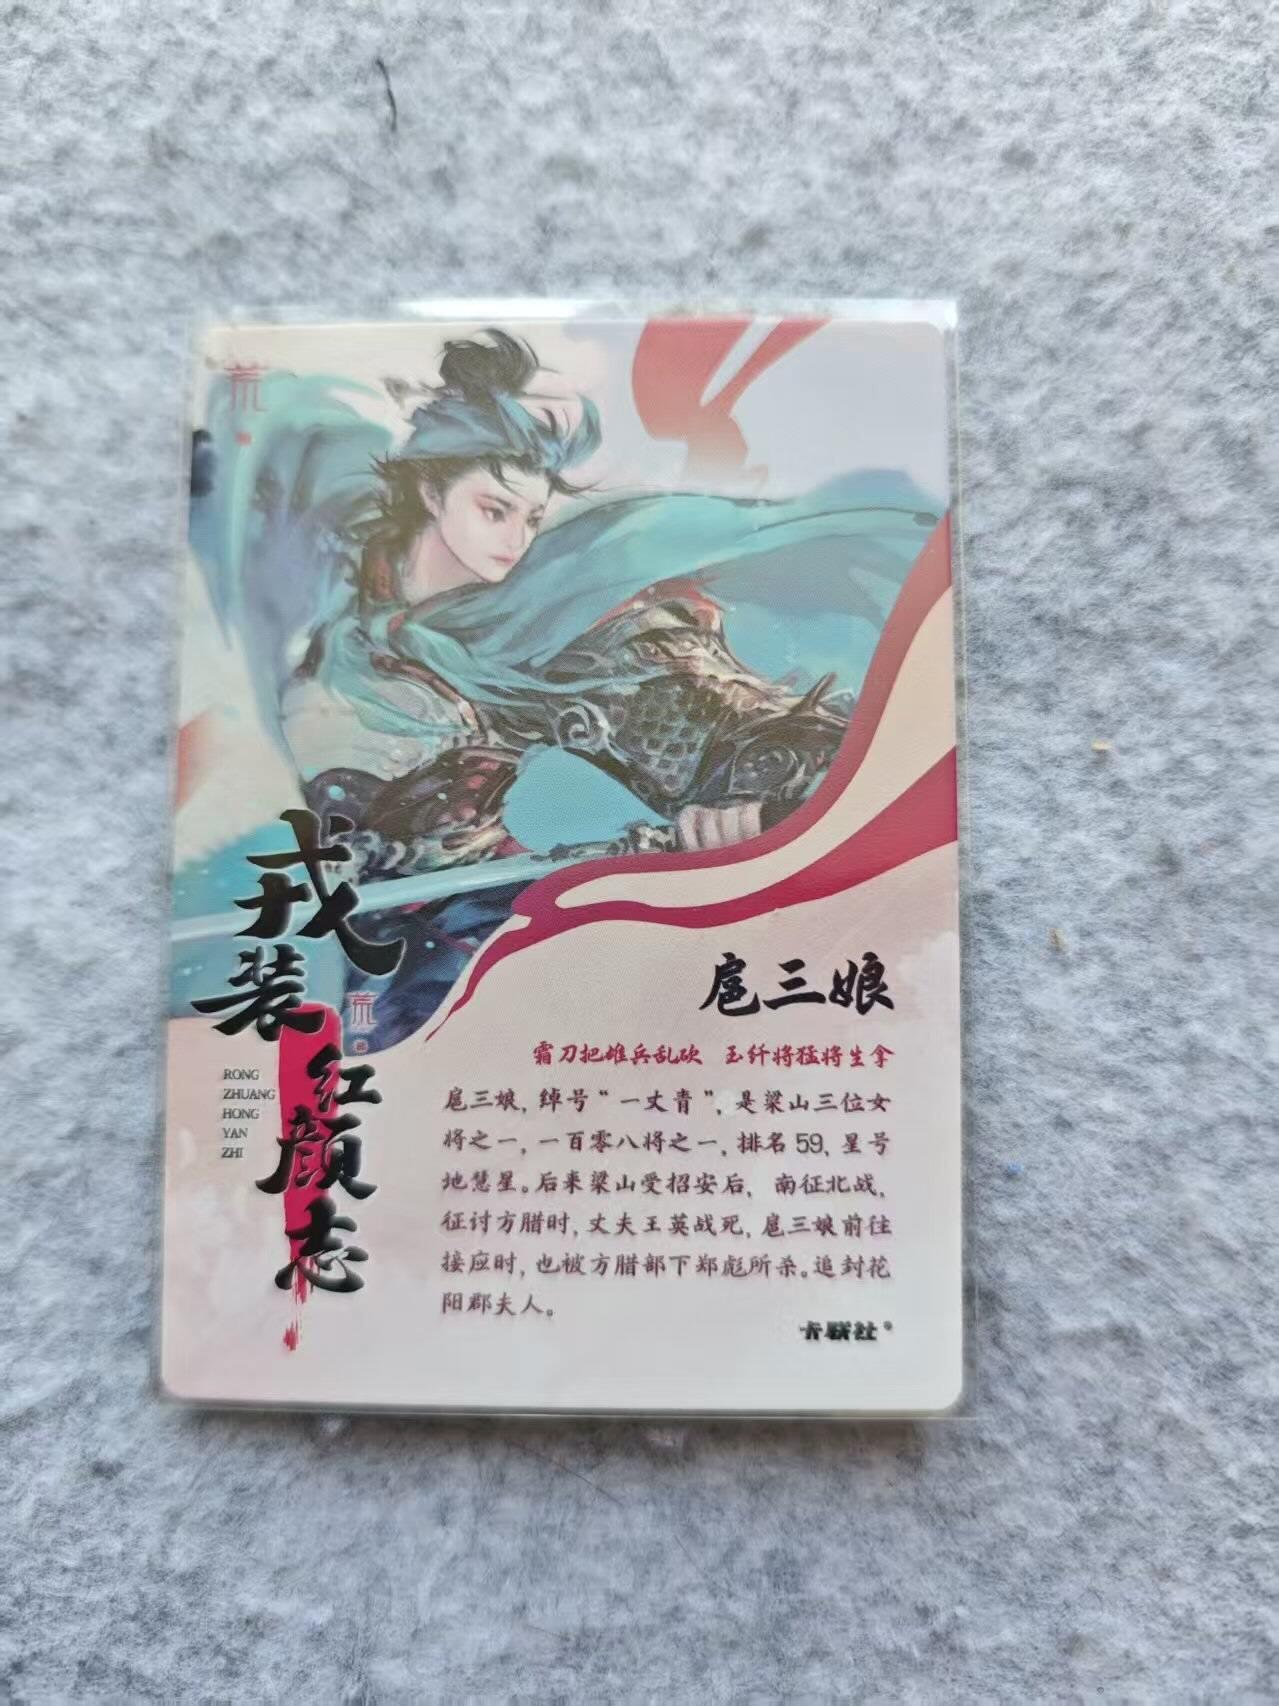 荒
戎装
红颜志
RONG
ZHUANG
HONG
YAN
ZHI
荒
扈三娘
霜刀把雄兵乱砍 玉纤将猛将生拿
扈三娘，绰号“一丈青”，是梁山三位女
将之一，一百零八将之一，排名59，星号
地慧星。后来梁山受招安后，南征北战，
征讨方腊时，丈夫王英战死，扈三娘前往
接应时，也被方腊部下郑彪所杀。追封花
阳郡夫人。
卡联社®